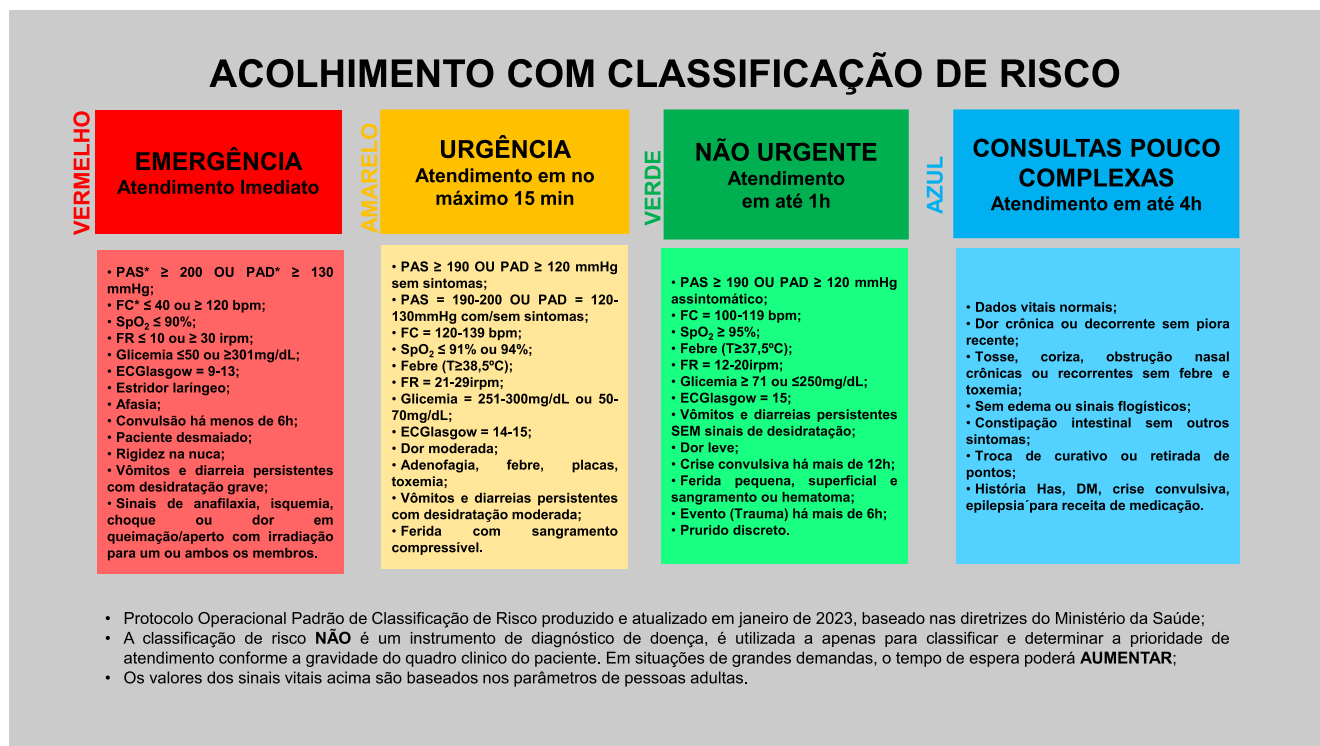 ACOLHIMENTO COM CLASSIFICAÇÃO DE RISCO
VERMELHO
EMERGÊNCIA
Atendimento Imediato
• PAS* ≥ 200 OU PAD* ≥ 130
mmHg;
• FC* ≤ 40 ou ≥ 120 bpm;
• SpO2 ≤ 90%;
• FR ≤ 10 ou ≥ 30 irpm;
• Glicemia ≤50 ou ≥301mg/dL;
• ECGlasgow = 9-13;
• Estridor laríngeo;
• Afasia;
• Convulsão há menos de 6h;
• Paciente desmaiado;
• Rigidez na nuca;
• Vômitos e diarreia persistentes
com desidratação grave;
• Sinais de anafilaxia, isquemia,
choque ou dor em
queimação/aperto com irradiação
para um ou ambos os membros.
AMARELO
URGÊNCIA
Atendimento em no
máximo 15 min
• PAS ≥ 190 OU PAD ≥ 120 mmHg
sem sintomas;
• PAS = 190-200 OU PAD = 120-
130mmHg com/sem sintomas;
• FC = 120-139 bpm;
• SpO2 ≤ 91% ou 94%;
• Febre (T≥38,5ºC);
• FR = 21-29irpm;
• Glicemia = 251-300mg/dL ou 50-
70mg/dL;
• ECGlasgow = 14-15;
• Dor moderada;
• Adenofagia, febre, placas,
toxemia;
• Vômitos e diarreias persistentes
com desidratação moderada;
• Ferida com sangramento
compressível.
VERDE
NÃO URGENTE
Atendimento
em até 1h
• PAS ≥ 190 OU PAD ≥ 120 mmHg
assintomático;
• FC = 100-119 bpm;
• SpO2 ≥ 95%;
• Febre (T≥37,5ºC);
• FR = 12-20irpm;
• Glicemia ≥ 71 ou ≤250mg/dL;
• ECGlasgow = 15;
• Vômitos e diarreias persistentes
SEM sinais de desidratação;
• Dor leve;
• Crise convulsiva há mais de 12h;
• Ferida pequena, superficial e
sangramento ou hematoma;
• Evento (Trauma) há mais de 6h;
• Prurido discreto.
AZUL
CONSULTAS POUCO
COMPLEXAS
Atendimento em até 4h
• Dados vitais normais;
• Dor crônica ou decorrente sem piora
recente;
• Tosse, coriza, obstrução nasal
crônicas ou recorrentes sem febre e
toxemia;
• Sem edema ou sinais flogísticos;
• Constipação intestinal sem outros
sintomas;
• Troca de curativo ou retirada de
pontos;
• História Has, DM, crise convulsiva,
epilepsia´para receita de medicação.
• Protocolo Operacional Padrão de Classificação de Risco produzido e atualizado em janeiro de 2023, baseado nas diretrizes do Ministério da Saúde;
• A classificação de risco NÃO é um instrumento de diagnóstico de doença, é utilizada a apenas para classificar e determinar a prioridade de
atendimento conforme a gravidade do quadro clinico do paciente. Em situações de grandes demandas, o tempo de espera poderá AUMENTAR;
• Os valores dos sinais vitais acima são baseados nos parâmetros de pessoas adultas.